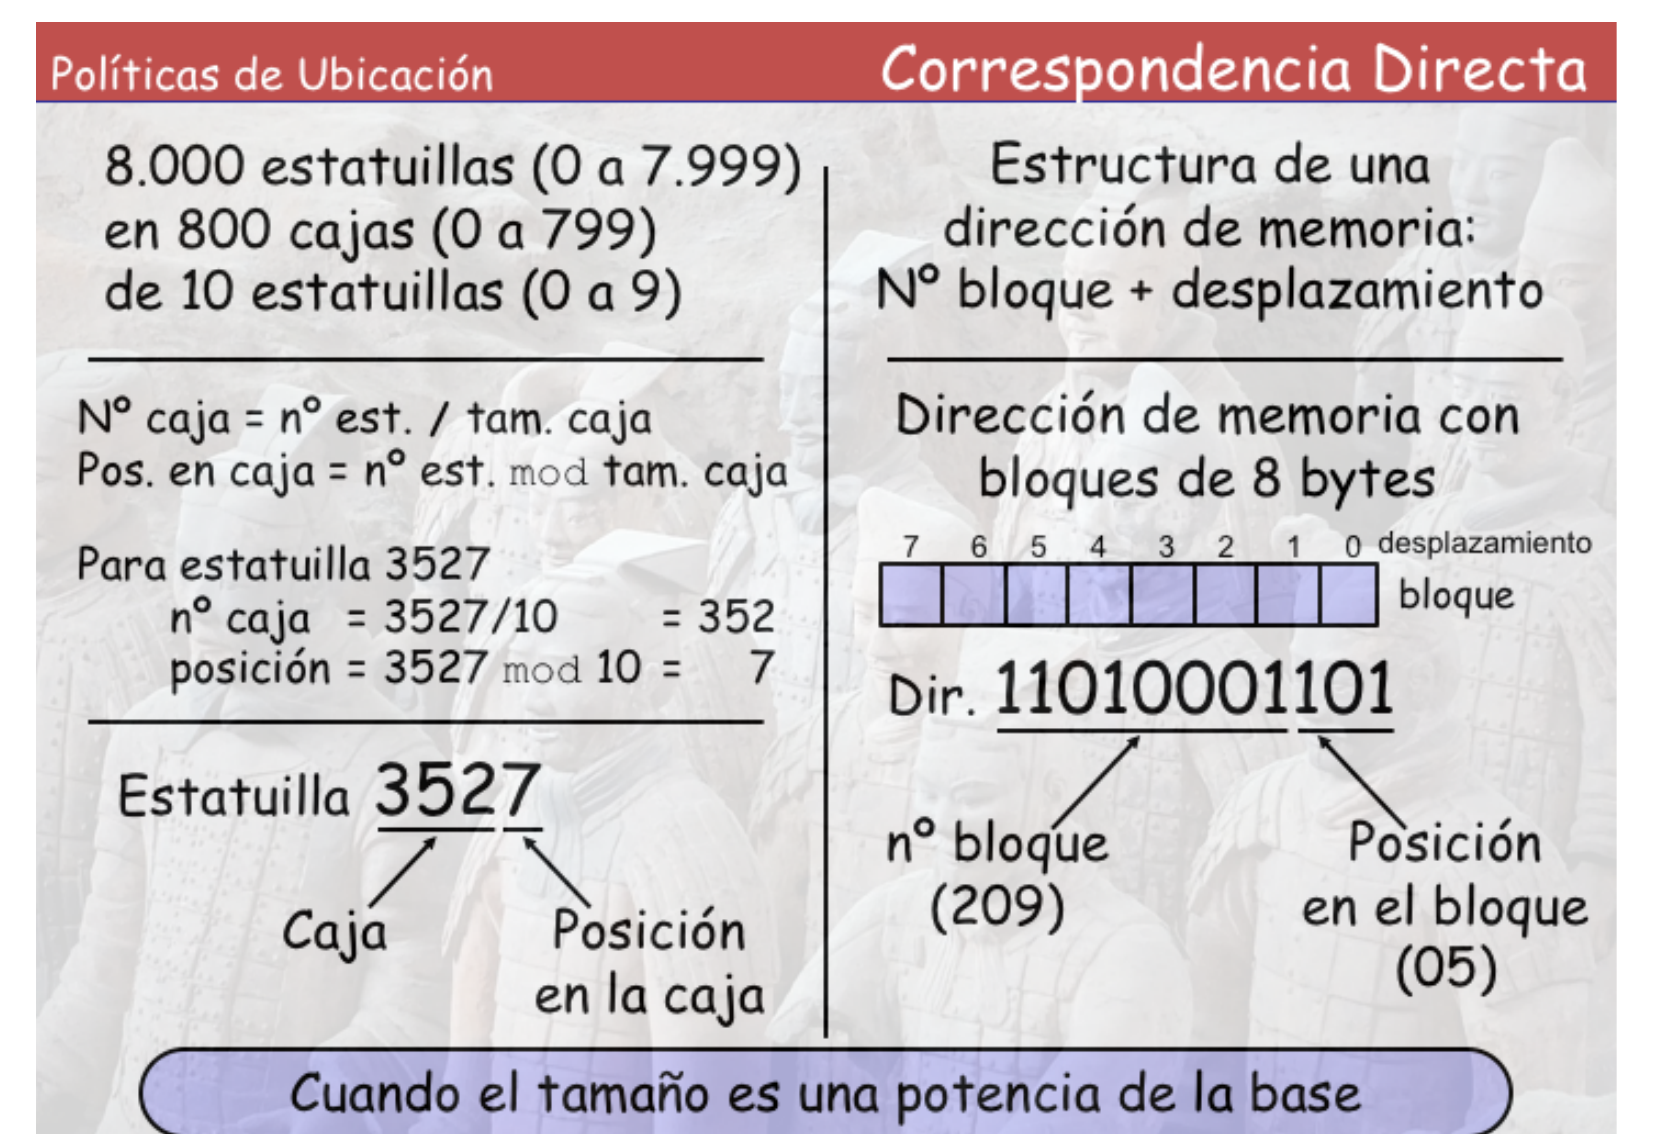 Políticas de Ubicación
Correspondencia Directa
8.000 estatuillas (0 a 7.999)
en 800 cajas (0 a 799)
de 10 estatuillas (0 a 9)
Nº caja = nº est. / tam. caja
Pos. en caja = nº est. mod tam. caja
Para estatuilla 3527
nº caja = 3527/10 = 352
posición = 3527 mod 10 = 7
Estatuilla 3527
Caja
Posición
en la caja
Estructura de una
dirección de memoria:
Nº bloque + desplazamiento
Dirección de memoria con
bloques de 8 bytes
7 6 5 4 3 2 1 0 desplazamiento
bloque
Dir. 11010001101
nº bloque
(209)
Posición
en el bloque
(05)
Cuando el tamaño es una potencia de la base